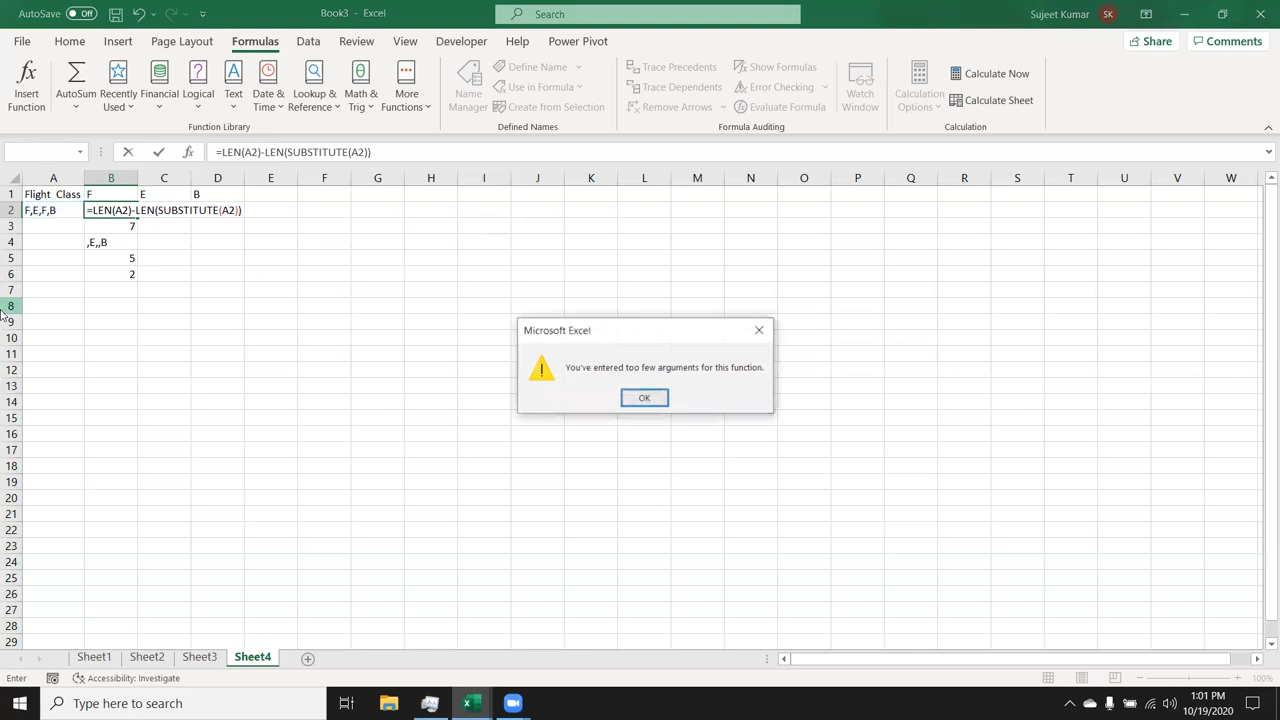 AutoSave Off
Book3 - Excel
Search
Sujeet Kumar SK
File Home Insert Page Layout Formulas Data Review View Developer Help Power Pivot
Share Comments
Insert Function
AutoSum
Recently Used
Financial
Logical
Text
Date & Time
Lookup & Reference
Math & Trig
More Functions
Function Library
Name Manager
Define Name
Use in Formula
Create from Selection
Defined Names
Trace Precedents
Trace Dependents
Remove Arrows
Show Formulas
Error Checking
Evaluate Formula
Formula Auditing
Watch Window
Calculation Options
Calculate Now
Calculate Sheet
Calculation
fx =LEN(A2)-LEN(SUBSTITUTE(A2))
A B C D E F G H I J K L M N O P Q R S T U V W
1 Flight Class F E B
2 F,E,F,B =LEN(A2)-LEN(SUBSTITUTE(A2))
3 7
4 ,E,,B
5 5
6 2
7
8
9
10
11
12
13
14
15
16
17
18
19
20
21
22
23
24
25
26
27
28
29
Microsoft Excel
You've entered too few arguments for this function.
OK
Sheet1 Sheet2 Sheet3 Sheet4
Enter Accessibility: Investigate 100%
Type here to search
1:01 PM
10/19/2020